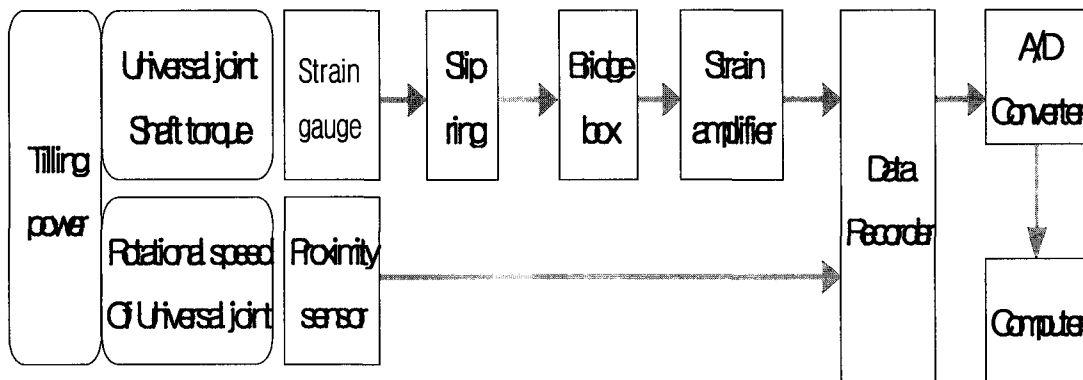 Tilling
power
Universal joint
Shaft torque
Strain
gauge
Slip
ring
Bridge
box
Strain
amplifier
Data
Recorder
A/D
Converter
Rotational speed
Of Universal joint
Proximity
sensor
Computer